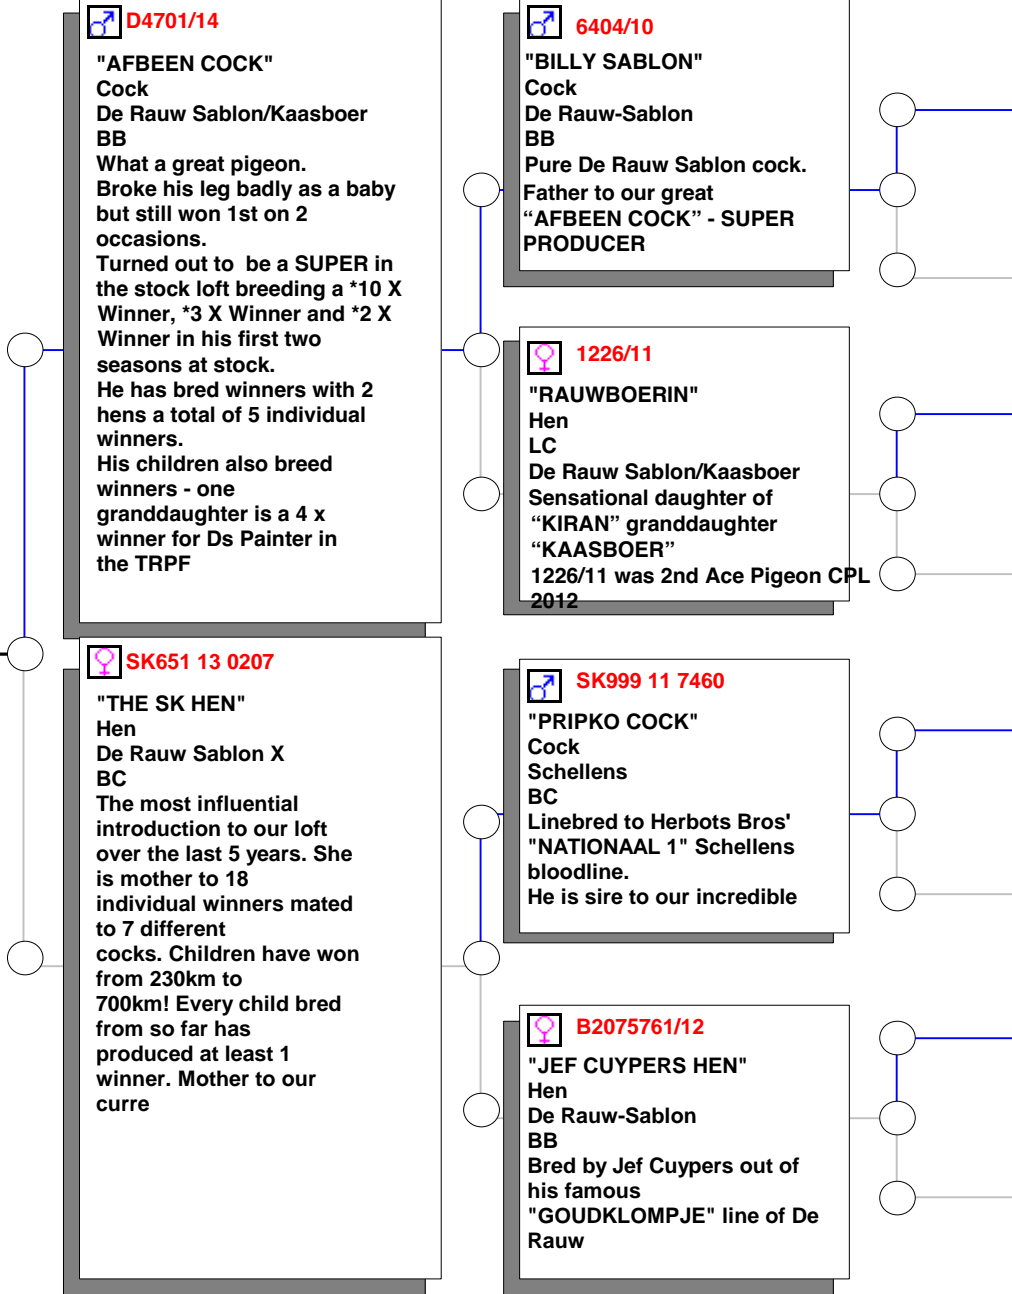 D4701/14
"AFBEEN COCK"
Cock
De Rauw Sablon/Kaasboer
BB
What a great pigeon.
Broke his leg badly as a baby
but still won 1st on 2
occasions.
Turned out to  be a SUPER in
the stock loft breeding a *10 X
Winner, *3 X Winner and *2 X
Winner in his first two
seasons at stock.
He has bred winners with 2
hens a total of 5 individual
winners.
His children also breed
winners - one
granddaughter is a 4 x
winner for Ds Painter in
the TRPF
SK651 13 0207
"THE SK HEN"
Hen
De Rauw Sablon X
BC
The most influential
introduction to our loft
over the last 5 years. She
is mother to 18
individual winners mated
to 7 different
cocks. Children have won
from 230km to
700km! Every child bred
from so far has
produced at least 1
winner. Mother to our
curre
6404/10
"BILLY SABLON"
Cock
De Rauw-Sablon
BB
Pure De Rauw Sablon cock.
Father to our great
“AFBEEN COCK” - SUPER
PRODUCER
1226/11
"RAUWBOERIN"
Hen
LC
De Rauw Sablon/Kaasboer
Sensational daughter of
“KIRAN” granddaughter
“KAASBOER”
1226/11 was 2nd Ace Pigeon CPL
2012
SK999 11 7460
"PRIPKO COCK"
Cock
Schellens
BC
Linebred to Herbots Bros'
"NATIONAAL 1" Schellens
bloodline.
He is sire to our incredible
B2075761/12
"JEF CUYPERS HEN"
Hen
De Rauw-Sablon
BB
Bred by Jef Cuypers out of
his famous
"GOUDKLOMPJE" line of De
Rauw